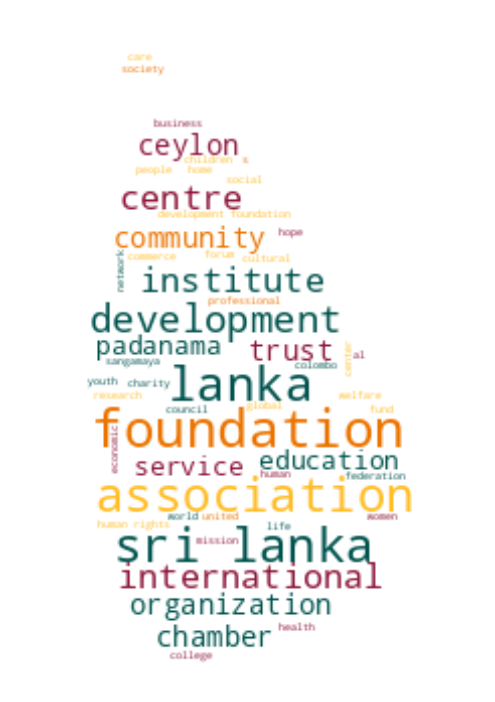 care
society
business
ceylon
children s
people home
social
centre
development foundation
community hope
network commerce forum cultural
institute
professional
development
padanama trust al
sangamaya colombo center
youth charity lanka
research welfare
council global fund
foundation
economic service education
human federation
association
world united women
human rights life
sri lanka
mission
international
organization
chamber health
college